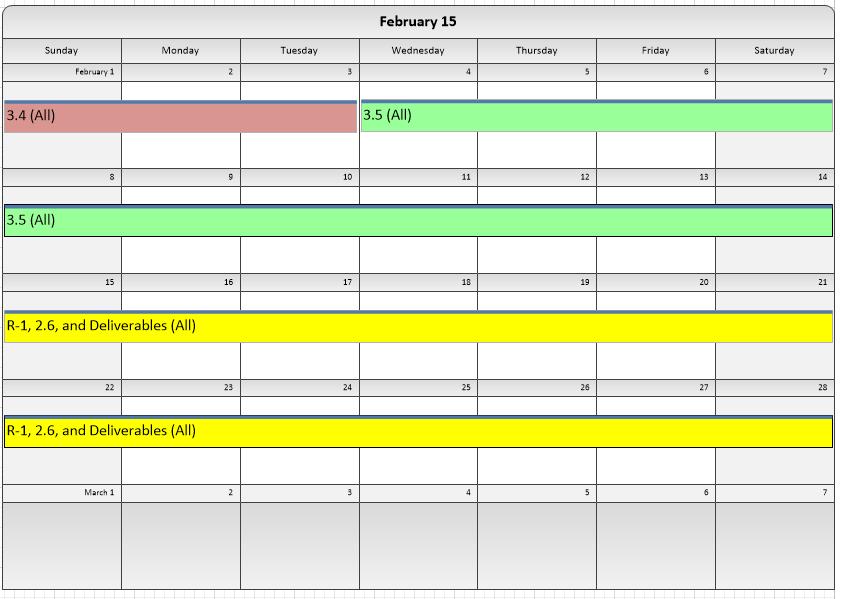 February 15
Sunday Monday Tuesday Wednesday Thursday Friday Saturday
February 1 2 3 4 5 6 7
3.4 (All) 3.5 (All)
8 9 10 11 12 13 14
3.5 (All)
15 16 17 18 19 20 21
R-1, 2.6, and Deliverables (All)
22 23 24 25 26 27 28
R-1, 2.6, and Deliverables (All)
March 1 2 3 4 5 6 7